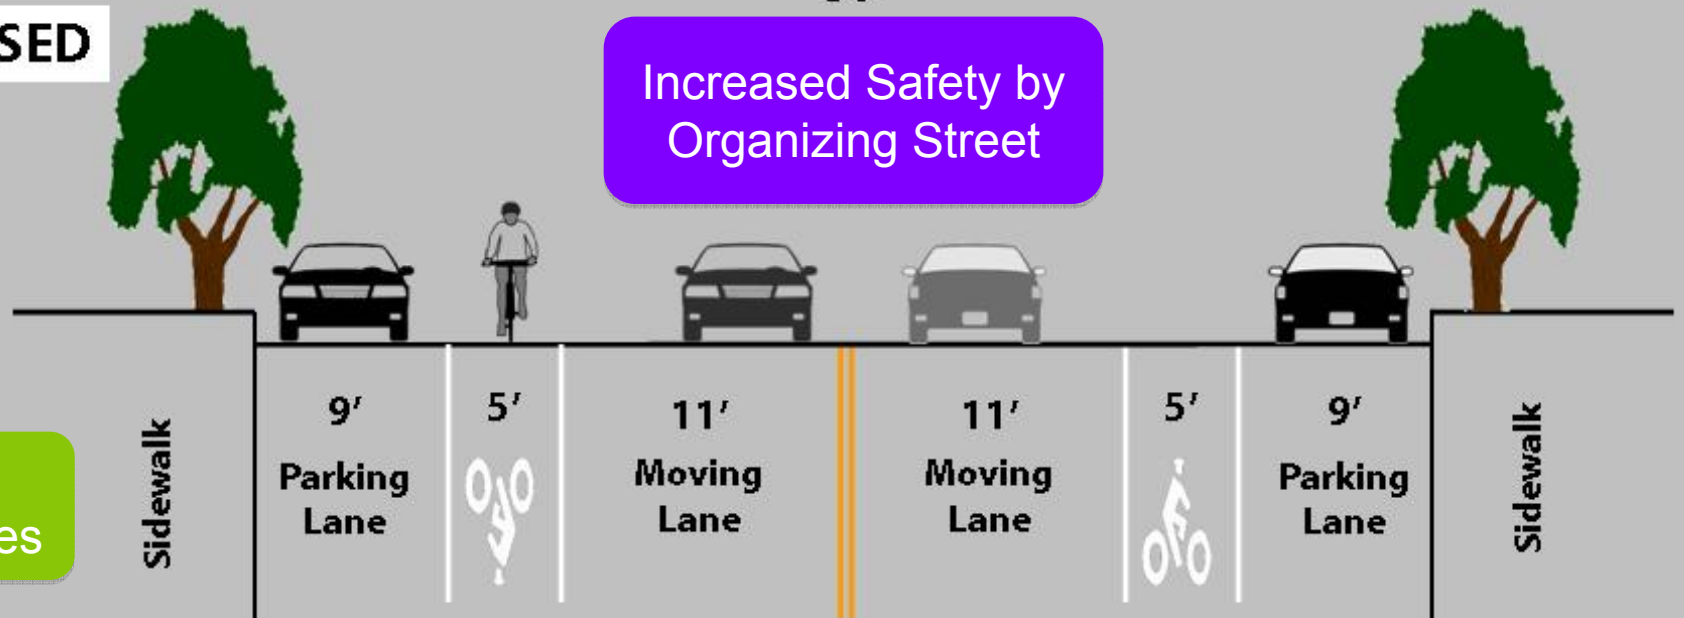 SED
Increased Safety by
Organizing Street
9'
Parking
Lane
5'
11'
Moving
Lane
11'
Moving
Lane
5'
9'
Parking
Lane
Sidewalk
Sidewalk
es